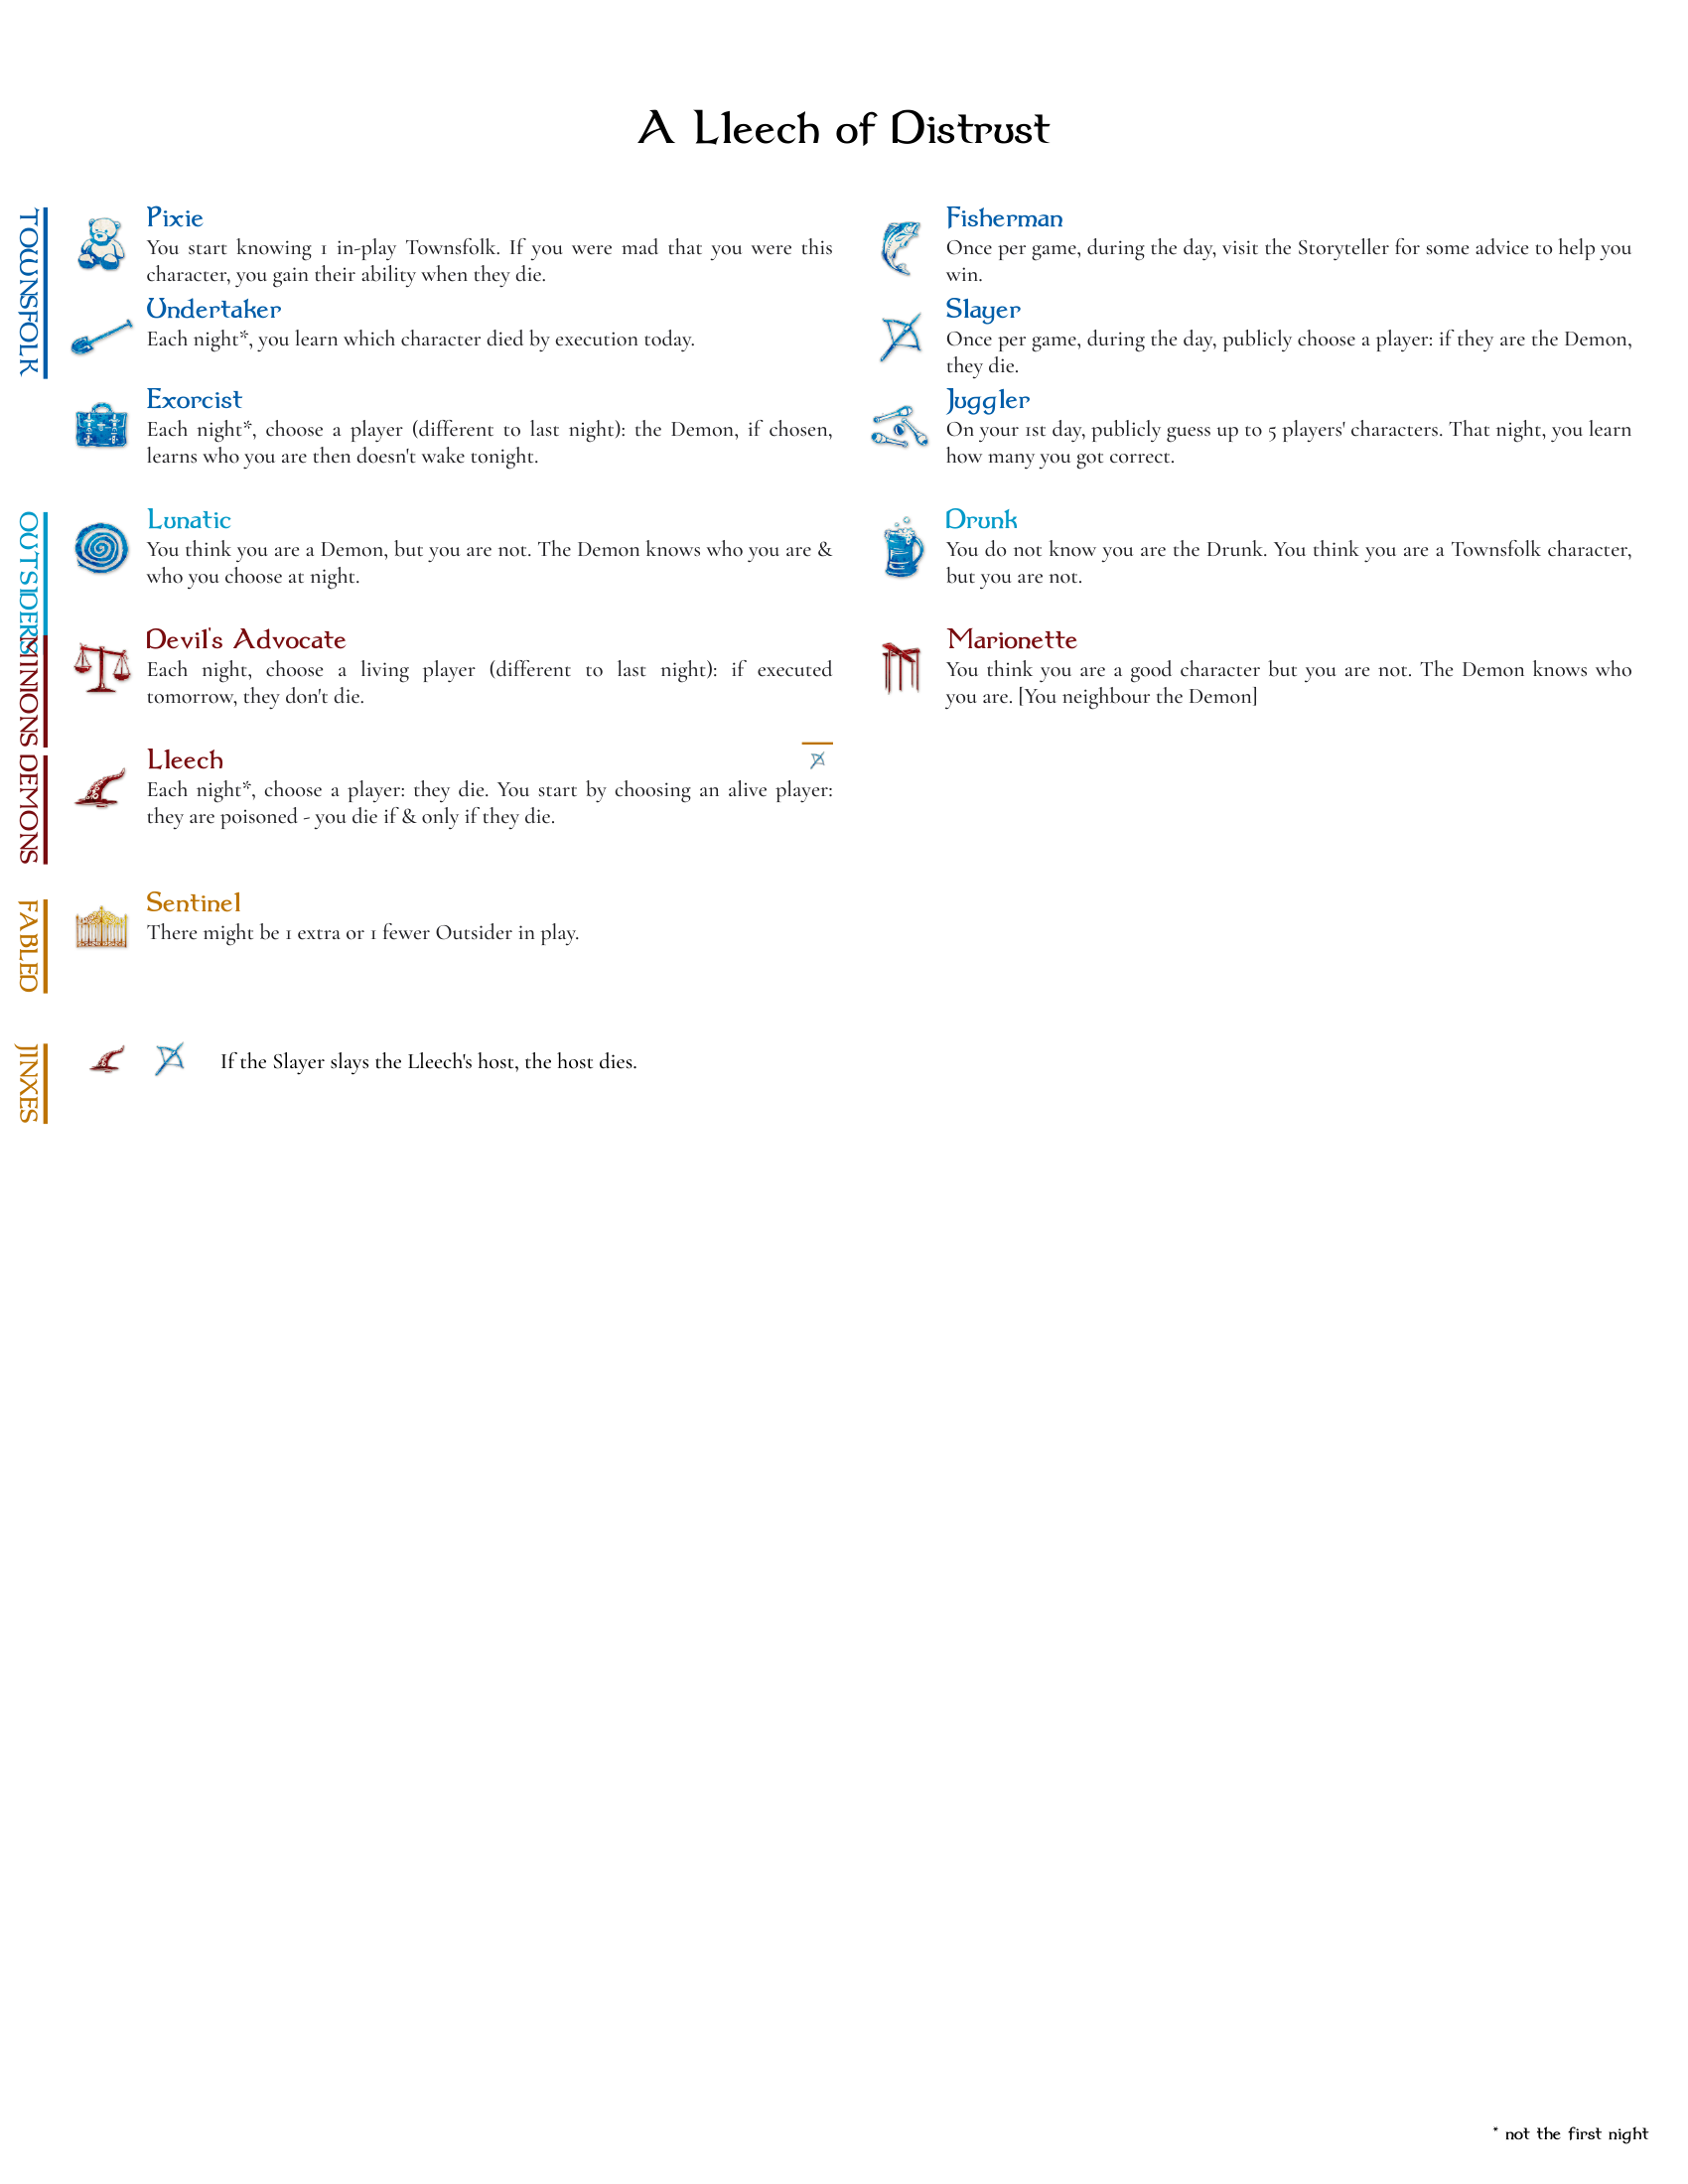 A Lleech of Distrust
TOWNSFOLK
Pixie
You start knowing 1 in-play Townsfolk. If you were mad that you were this
character, you gain their ability when they die.
Fisherman
Once per game, during the day, visit the Storyteller for some advice to help you
win.
Undertaker
Each night*, you learn which character died by execution today.
Slayer
Once per game, during the day, publicly choose a player: if they are the Demon,
they die.
Exorcist
Each night*, choose a player (different to last night): the Demon, if chosen,
learns who you are then doesn't wake tonight.
Juggler
On your 1st day, publicly guess up to 5 players' characters. That night, you learn
how many you got correct.
OUTSIDERS
Lunatic
You think you are a Demon, but you are not. The Demon knows who you are &
who you choose at night.
Drunk
You do not know you are the Drunk. You think you are a Townsfolk character,
but you are not.
MINIONS
Devil's Advocate
Each night, choose a living player (different to last night): if executed
tomorrow, they don't die.
Marionette
You think you are a good character but you are not. The Demon knows who
you are. [You neighbour the Demon]
DEMONS
Lleech
Each night*, choose a player: they die. You start by choosing an alive player:
they are poisoned - you die if & only if they die.
FABLED
Sentinel
There might be 1 extra or 1 fewer Outsider in play.
JINXES
If the Slayer slays the Lleech's host, the host dies.
* not the first night